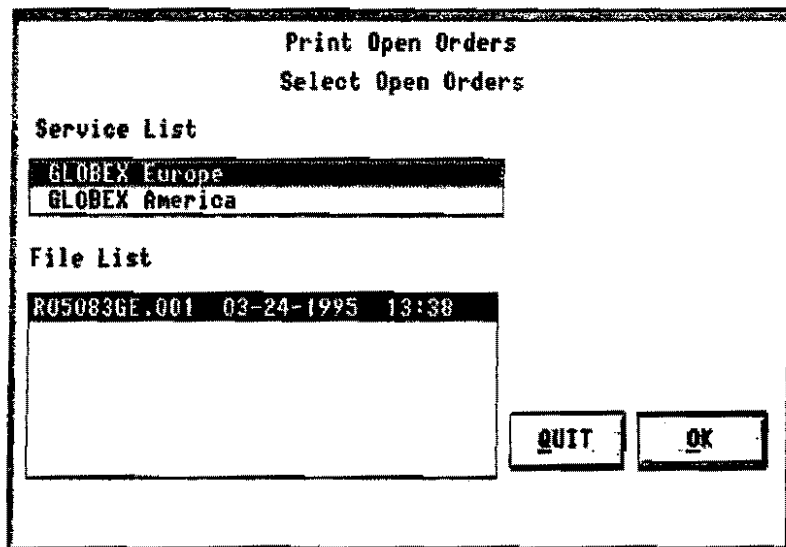 Print Open Orders
Select Open Orders
Service List
GLOBEX Europe
GLOBEX America
File List
RO5083GE.001 03-24-1995 13:38
QUIT OK